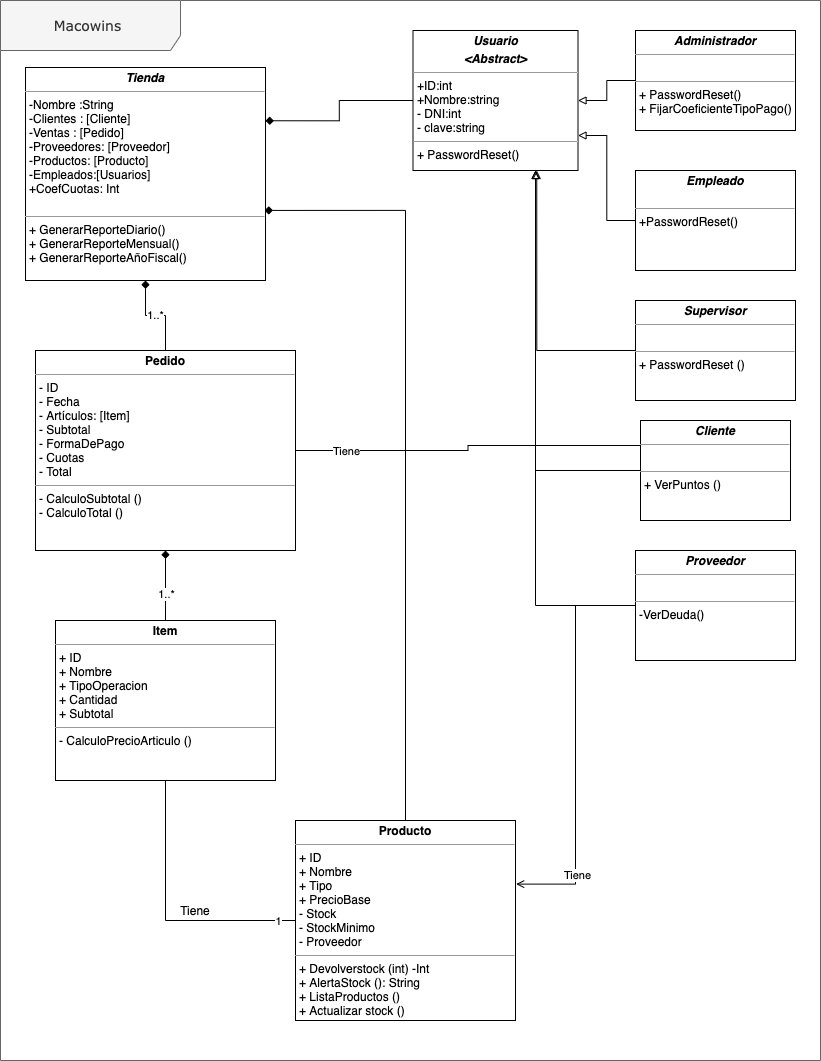 Macowins
Tienda
-Nombre :String
-Clientes : [Cliente]
-Ventas : [Pedido]
-Proveedores: [Proveedor]
-Productos: [Producto]
-Empleados:[Usuarios]
+CoefCuotas: Int
+ GenerarReporteDiario()
+ GenerarReporteMensual()
+ GenerarReporteAñoFiscal()
Usuario
<Abstract>
+ID:int
+Nombre:string
- DNI:int
- clave:string
+ PasswordReset()
Administrador
+ PasswordReset()
+ FijarCoeficienteTipoPago()
Empleado
+PasswordReset()
Supervisor
+ PasswordReset ()
1..*
Pedido
- ID
- Fecha
- Artículos: [Item]
- Subtotal
- FormaDePago
- Cuotas
- Total
- CalculoSubtotal ()
- CalculoTotal ()
Tiene
Cliente
+ VerPuntos ()
Proveedor
-VerDeuda()
1..*
Item
+ ID
+ Nombre
+ TipoOperacion
+ Cantidad
+ Subtotal
- CalculoPrecioArticulo ()
Tiene
1
Producto
+ ID
+ Nombre
+ Tipo
+ PrecioBase
- Stock
- StockMinimo
- Proveedor
+ Devolverstock (int) -Int
+ AlertaStock (): String
+ ListaProductos ()
+ Actualizar stock ()
Tiene